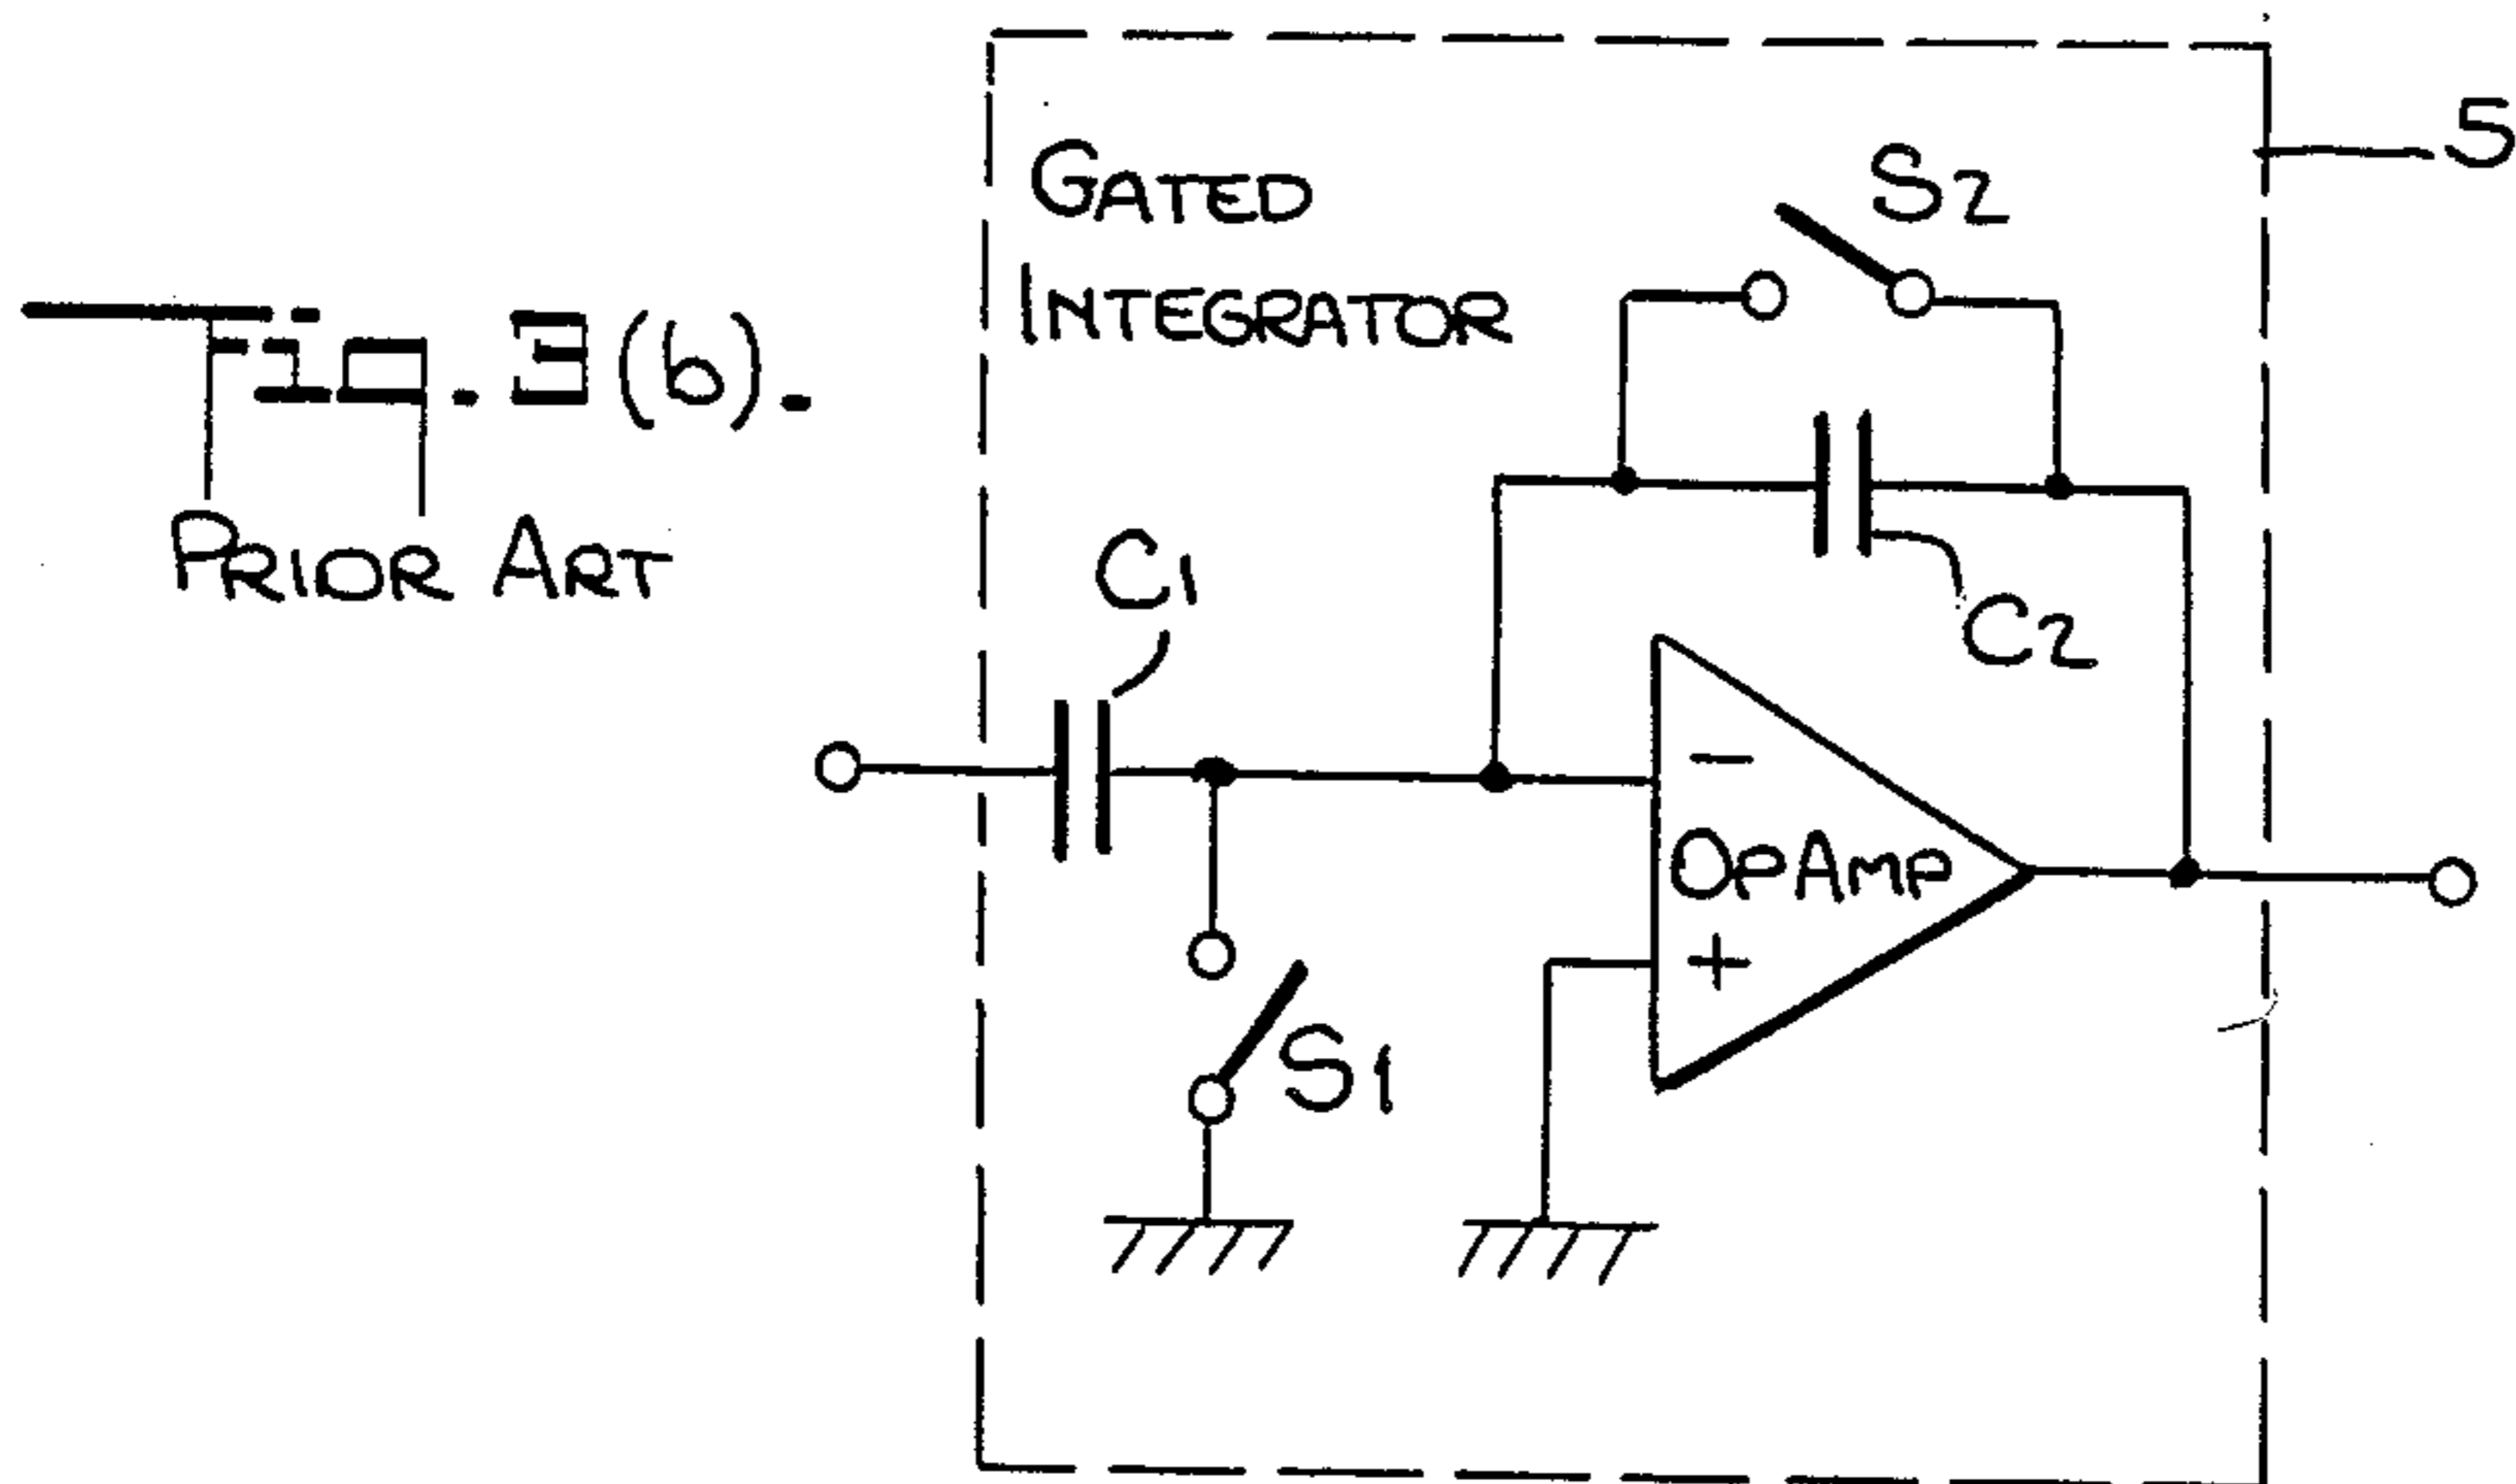 Fig. 3(b).
PRIOR ART
GATED
INTEGRATOR
5
S2
C1
C2
-
OPAMP
+
S1